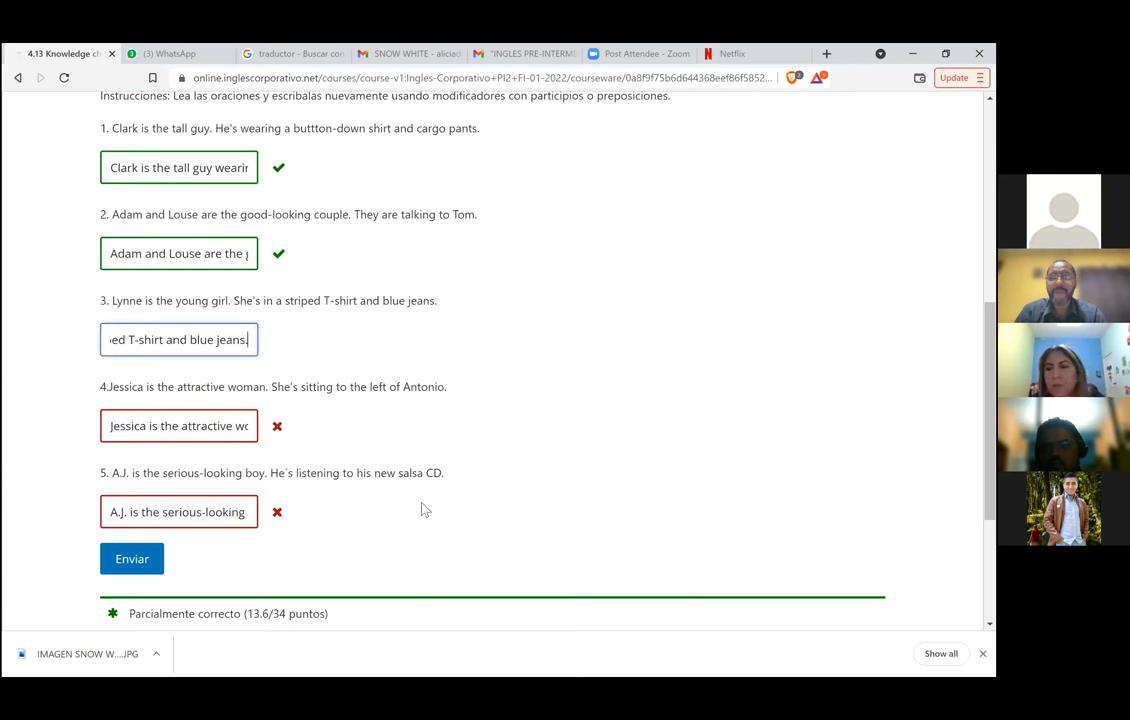 4.13 Knowledge ch
(3) WhatsApp
traductor - Buscar con
SNOW WHITE - aliciad
"INGLES PRE-INTERME
Post Attendee - Zoom
Netflix
online.inglescorporativo.net/courses/course-v1:Ingles-Corporativo+PI2+FI-01-2022/courseware/0a8f9f75b6d644368eef86f5852...
2
1
Update
Instrucciones: Lea las oraciones y escribalas nuevamente usando modificadores con participios o preposiciones.
1. Clark is the tall guy. He's wearing a buttton-down shirt and cargo pants.
Clark is the tall guy wearin
2. Adam and Louse are the good-looking couple. They are talking to Tom.
Adam and Louse are the g
3. Lynne is the young girl. She's in a striped T-shirt and blue jeans.
ed T-shirt and blue jeans.
4.Jessica is the attractive woman. She's sitting to the left of Antonio.
Jessica is the attractive wo
5. A.J. is the serious-looking boy. He´s listening to his new salsa CD.
A.J. is the serious-looking
Enviar
Parcialmente correcto (13.6/34 puntos)
IMAGEN SNOW W....JPG
Show all